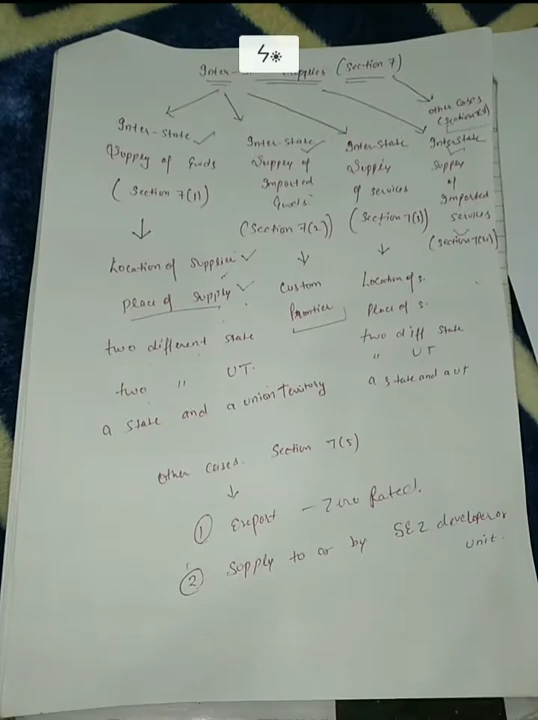 Inter- Supplies (Section 7)
Inter-state
Supply of Goods
(Section 7(1))
Inter-state
Supply of
Imported
Goods
(Section 7(2))
Inter-state
Supply
of services
(Section 7(3))
Other Cases
Interstate
Supply
of
Imported
services
Location of Supplier
Place of Supply
two different state
two " UT.
a state and a union Territory
Custom
Frontier
Location of s.
Place of s.
two diff state
" UT
a state and a UT
Other Cases. Section 7(5)
① Export - Zero Rated.
② Supply to or by SEZ developer or
unit.